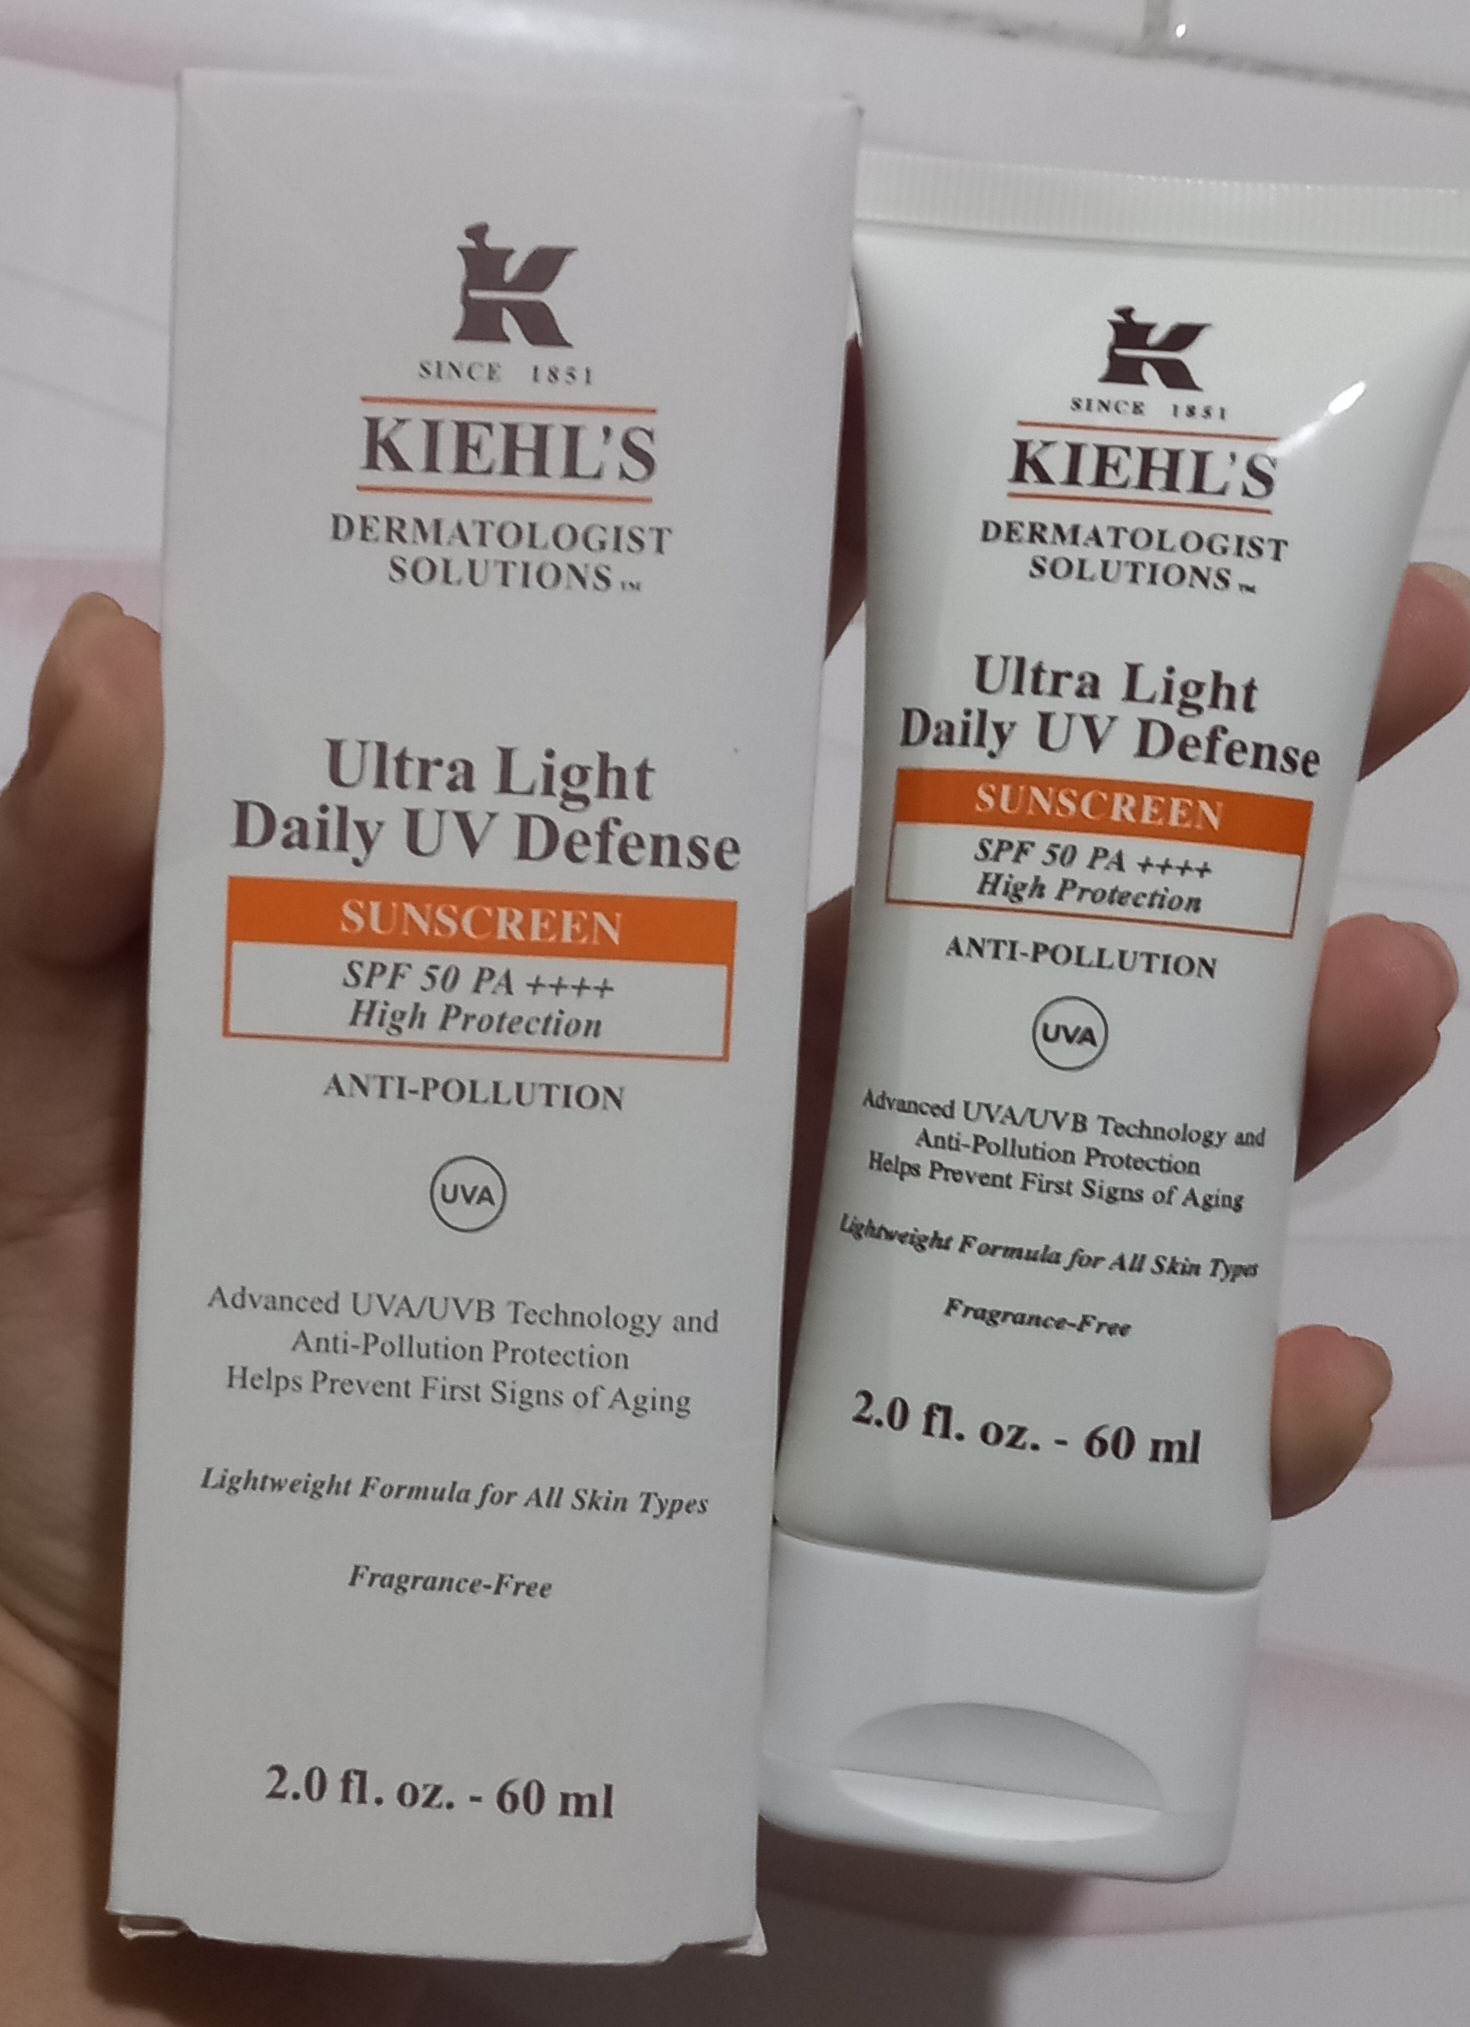 SINCE 1851
KIEHL'S
DERMATOLOGIST
SOLUTIONS™
Ultra Light
Daily UV Defense
SUNSCREEN
SPF 50 PA ++++
High Protection
ANTI-POLLUTION
UVA
Advanced UVA/UVB Technology and
Anti-Pollution Protection
Helps Prevent First Signs of Aging
Lightweight Formula for All Skin Types
Fragrance-Free
2.0 fl. oz. - 60 ml
SINCE 1851
KIEHL'S
DERMATOLOGIST
SOLUTIONS™
Ultra Light
Daily UV Defense
SUNSCREEN
SPF 50 PA ++++
High Protection
ANTI-POLLUTION
UVA
Advanced UVA/UVB Technology and
Anti-Pollution Protection
Helps Prevent First Signs of Aging
Lightweight Formula for All Skin Types
Fragrance-Free
2.0 fl. oz. - 60 ml